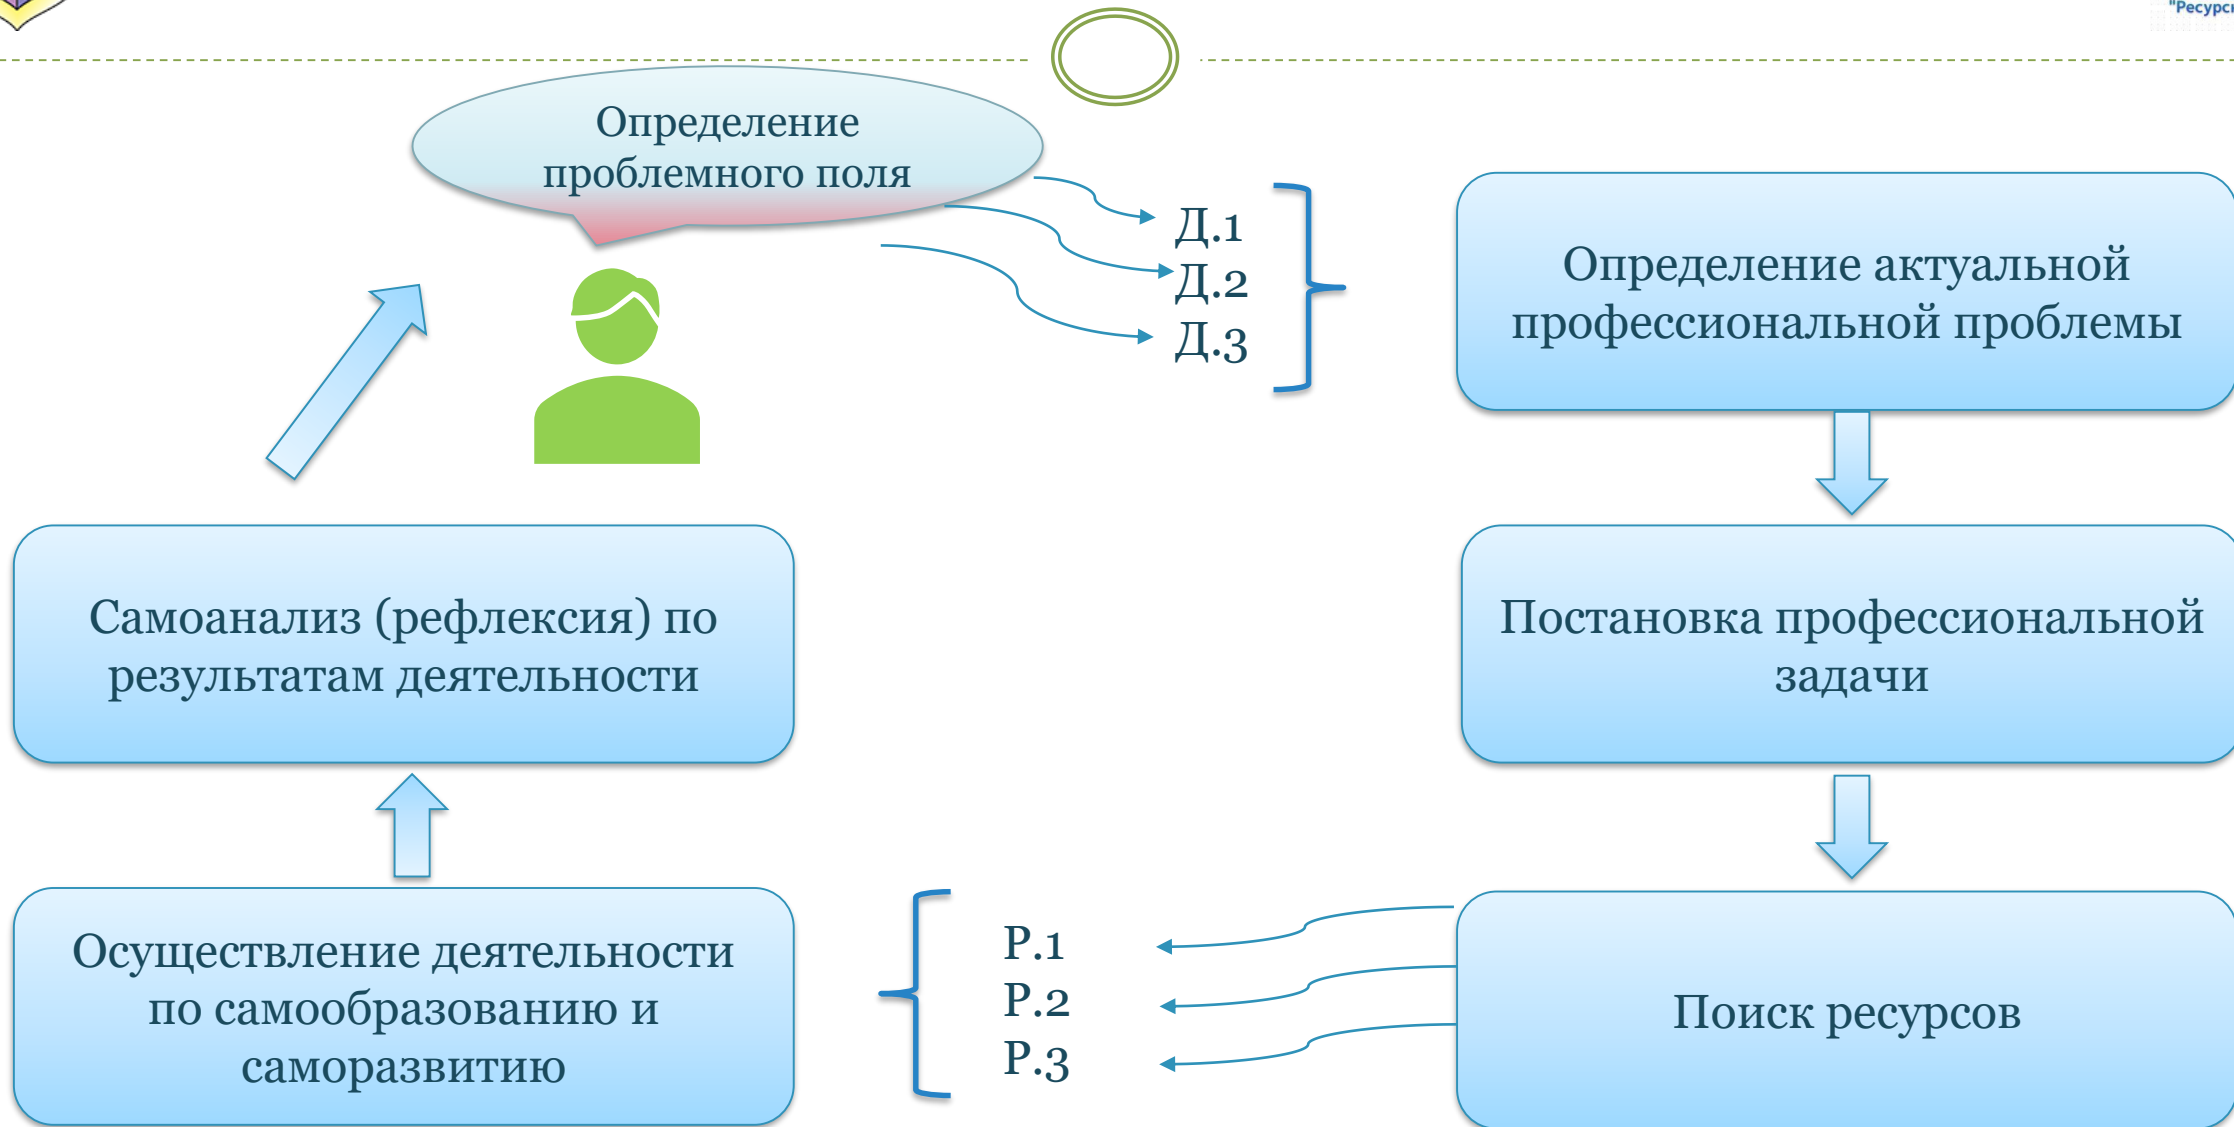 Определение
проблемного поля
Д.1
Д.2
Д.3
Определение актуальной
профессиональной проблемы
Постановка профессиональной
задачи
Поиск ресурсов
Р.1
Р.2
Р.3
Осуществление деятельности
по самообразованию и
саморазвитию
Самоанализ (рефлексия) по
результатам деятельности